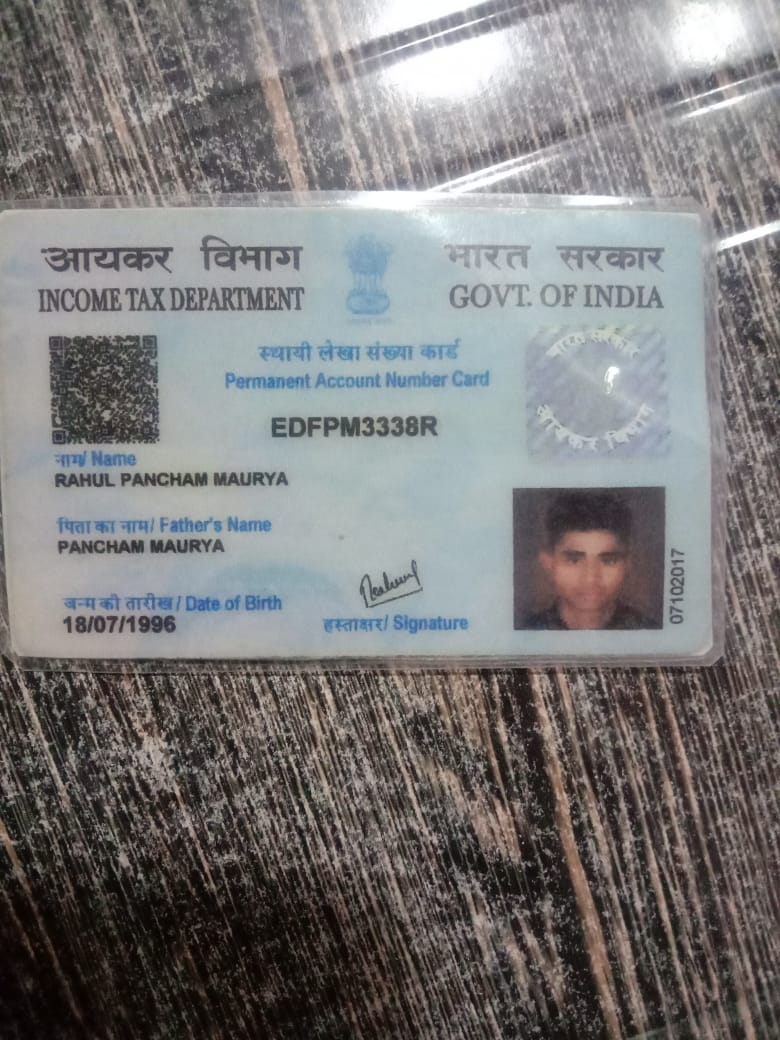 आयकर विभाग
INCOME TAX DEPARTMENT
भारत सरकार
GOVT. OF INDIA
स्थायी लेखा संख्या कार्ड
Permanent Account Number Card
EDFPM3338R
नाम/ Name
RAHUL PANCHAM MAURYA
पिता का नाम/ Father's Name
PANCHAM MAURYA
जन्म की तारीख / Date of Birth
18/07/1996
हस्ताक्षर/ Signature
07102017